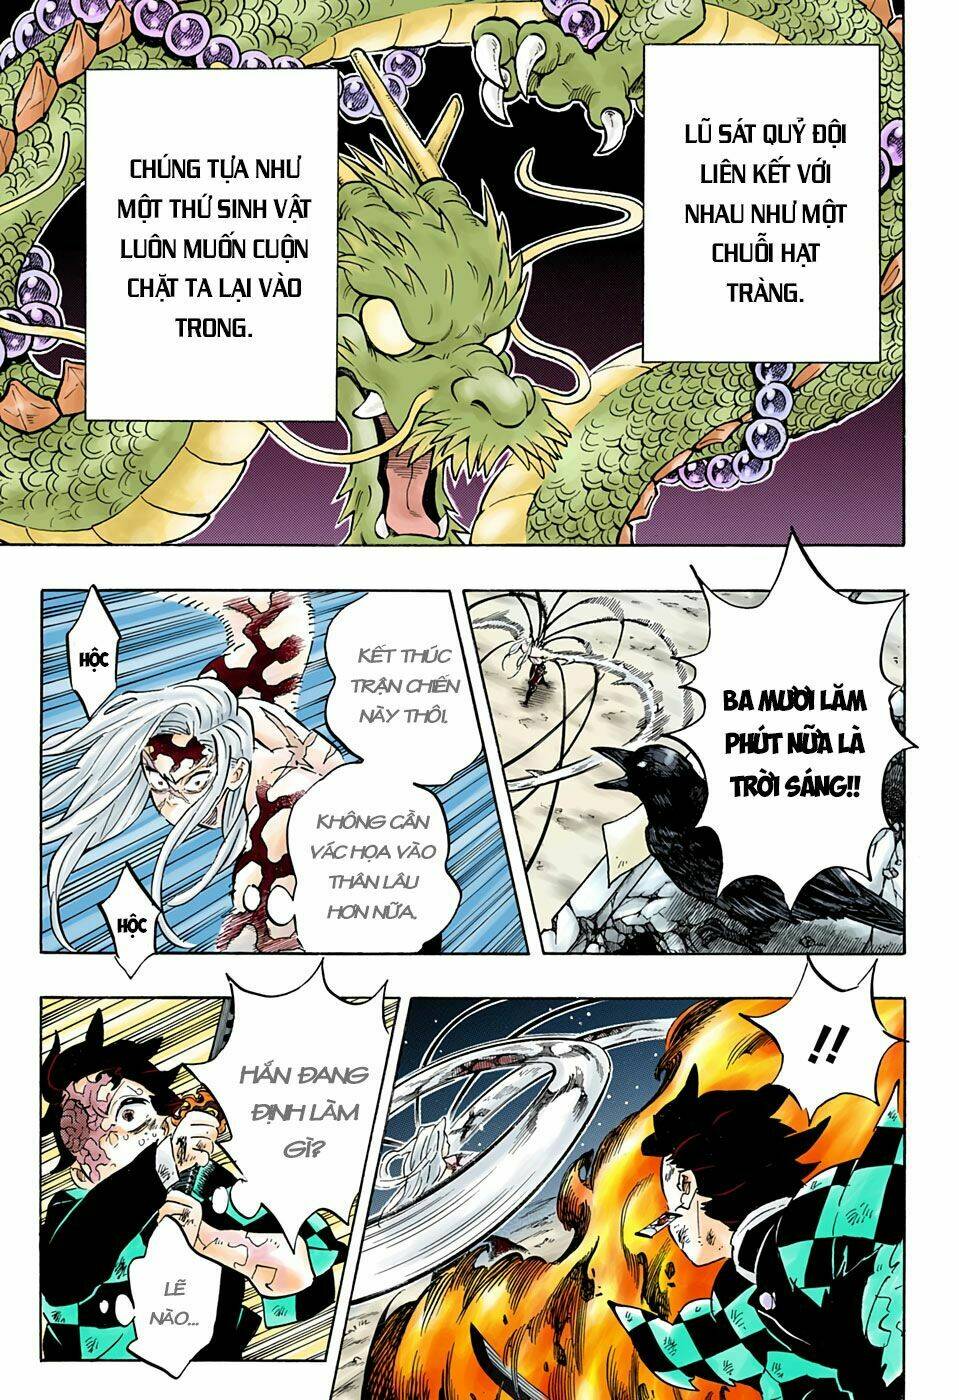 LŨ SÁT QUỶ ĐỘI
LIÊN KẾT VỚI
NHAU NHƯ MỘT
CHUỖI HẠT
TRÀNG.
CHÚNG TỰA NHƯ
MỘT THỨ SINH VẬT
LUÔN MUỐN CUỘN
CHẶT TA LẠI VÀO
TRONG.
BA MƯƠI LĂM
PHÚT NỮA LÀ
TRỜI SÁNG!!
KẾT THÚC
TRẬN CHIẾN
NÀY THÔI.
KHÔNG CẦN
VÁC HỌA VÀO
THÂN LÂU
HƠN NỮA.
HỘC
HỘC
!!
HẮN ĐANG
ĐỊNH LÀM
GÌ?
LẼ
NÀO...